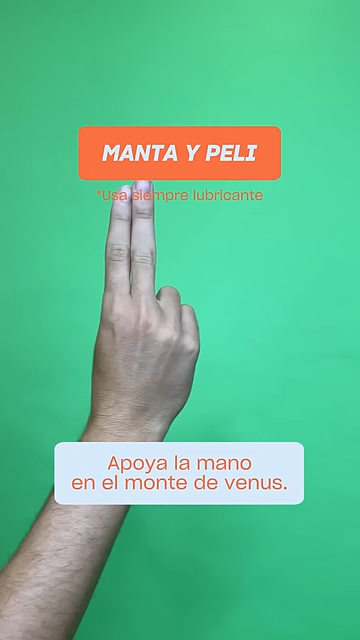 MANTA Y PELI
*Usa siempre lubricante
Apoya la mano
en el monte de venus.